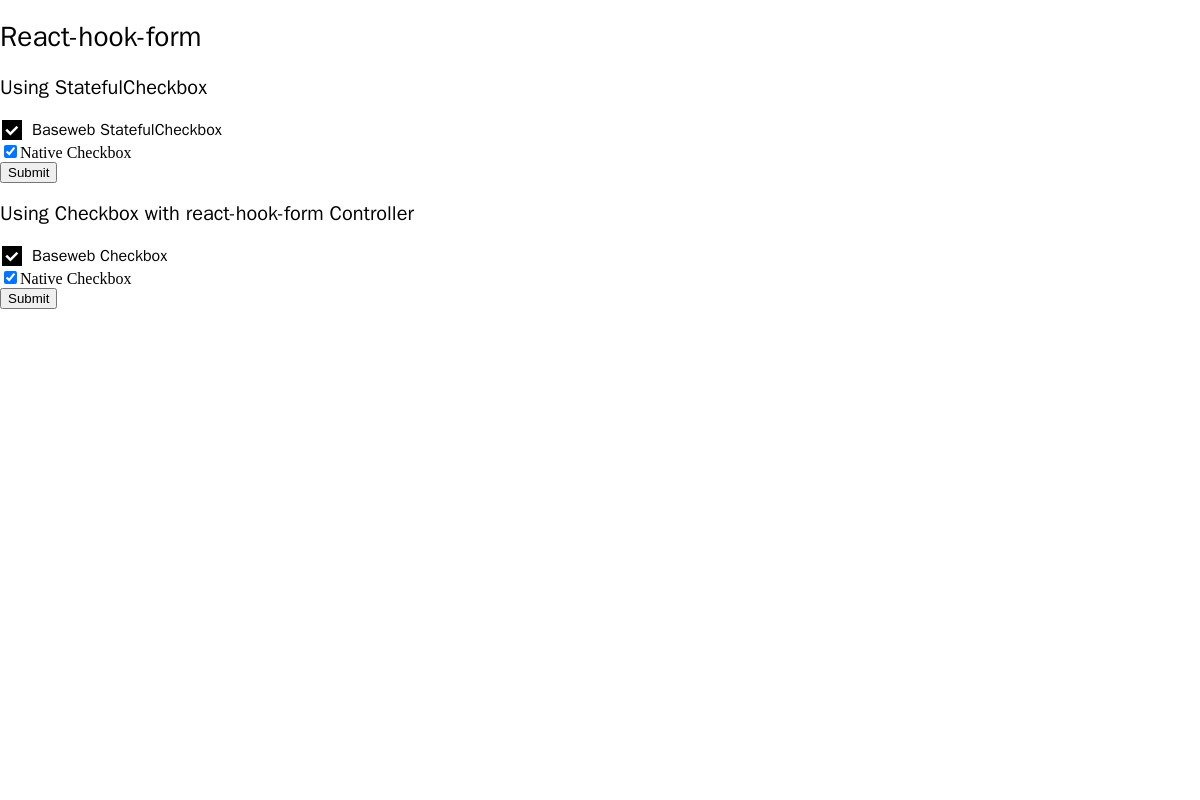 React-hook-form
Using StatefulCheckbox
Baseweb StatefulCheckbox
Native Checkbox
Submit
Using Checkbox with react-hook-form Controller
Baseweb Checkbox
Native Checkbox
Submit